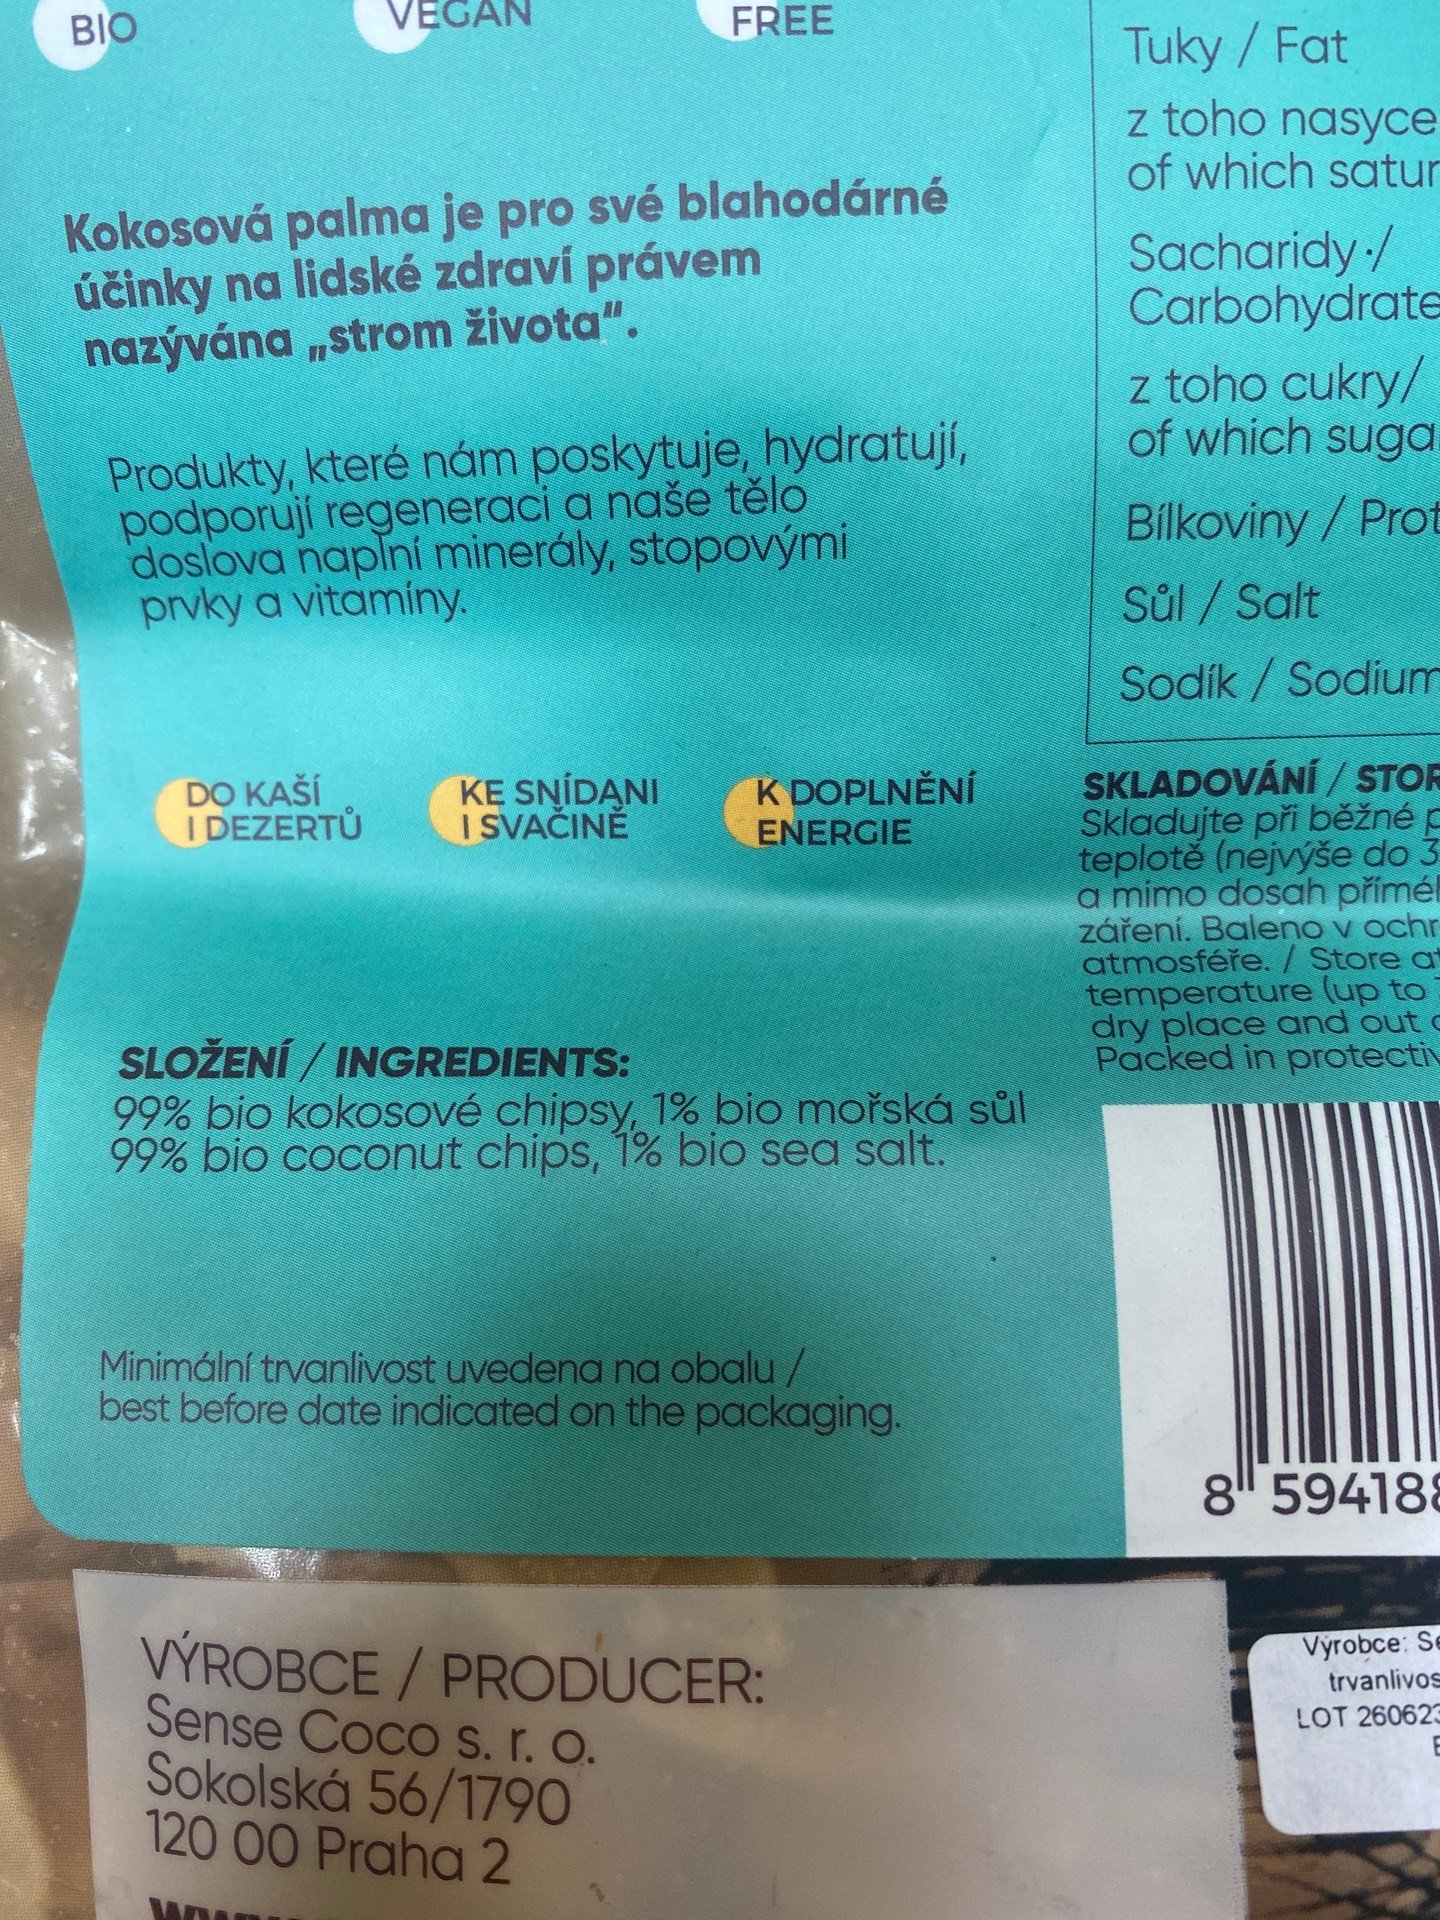 BIO
VEGAN
FREE
Kokosová palma je pro své blahodárné
účinky na lidské zdraví právem
nazývána „strom života“.
Produkty, které nám poskytuje, hydratují,
podporují regeneraci a naše tělo
doslova naplní minerály, stopovými
prvky a vitamíny.
DO KAŠÍ
I DEZERTŮ
KE SNÍDANI
I SVAČINĚ
K DOPLNĚNÍ
ENERGIE
SLOŽENÍ / INGREDIENTS:
99% bio kokosové chipsy, 1% bio mořská sůl
99% bio coconut chips, 1% bio sea salt.
Minimální trvanlivost uvedena na obalu /
best before date indicated on the packaging.
Tuky / Fat
z toho nasyce
of which satur
Sacharidy /
Carbohydrate
z toho cukry/
of which suga
Bílkoviny / Prot
Sůl / Salt
Sodík / Sodium
SKLADOVÁNÍ / STOR
Skladujte při běžné p
teplotě (nejvýše do 3
a mimo dosah přímé
záření. Baleno v ochr
atmosféře. / Store at
temperature (up to
dry place and out o
Packed in protectiv
8 594188
VÝROBCE / PRODUCER:
Sense Coco s. r. o.
Sokolská 56/1790
120 00 Praha 2
Výrobce: Se
trvanlivos
LOT 260623